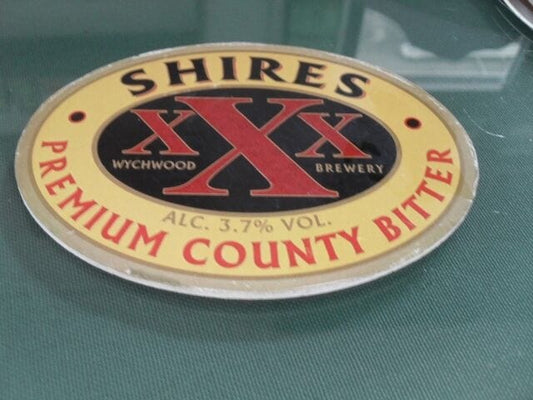 SHIRES
XXX
WYCHWOOD BREWERY
ALC. 3.7% VOL.
PREMIUM COUNTY BITTER